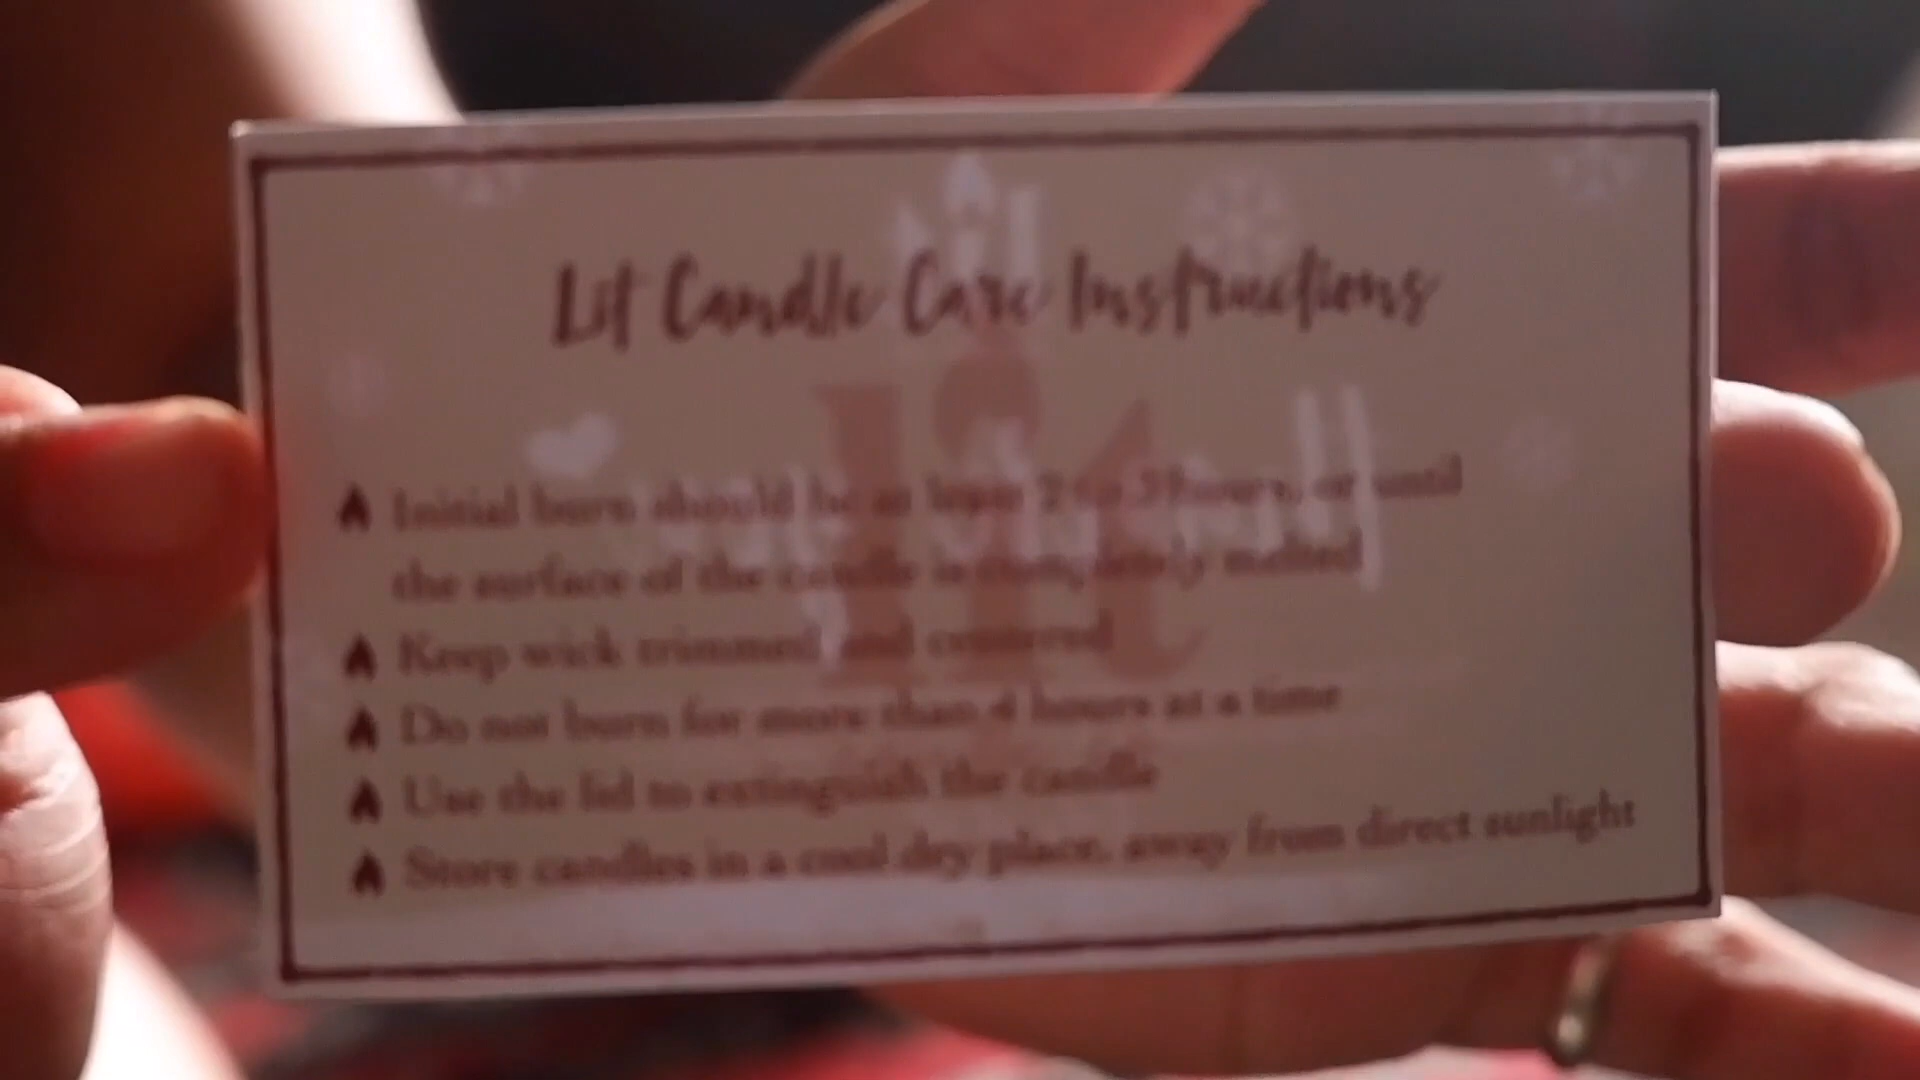 Lit Candle Care Instructions
Initial burn should be at least 2 to 3 hours, or until
the surface of the candle is completely melted
Keep wick trimmed and centered
Do not burn for more than 4 hours at a time
Use the lid to extinguish the candle
Store candles in a cool dry place, away from direct sunlight
lit